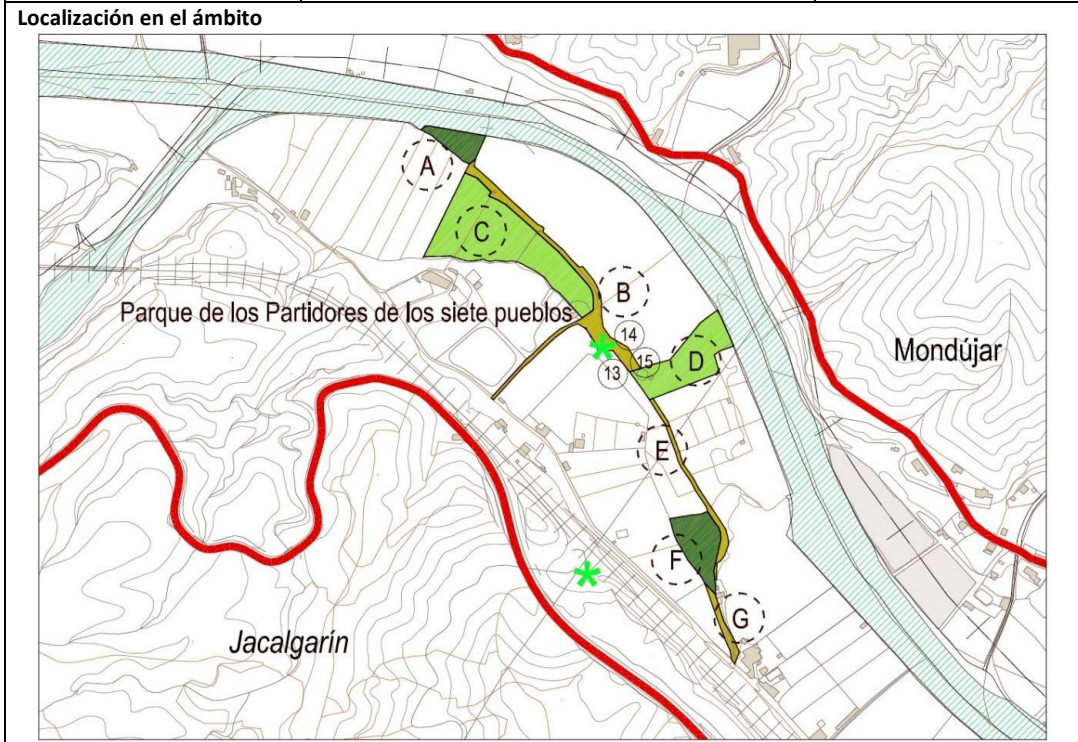 Localización en el ámbito
A
C
B
Parque de los Partidores de los siete pueblos
14
13
15
D
Mondújar
E
F
G
Jacalgarín